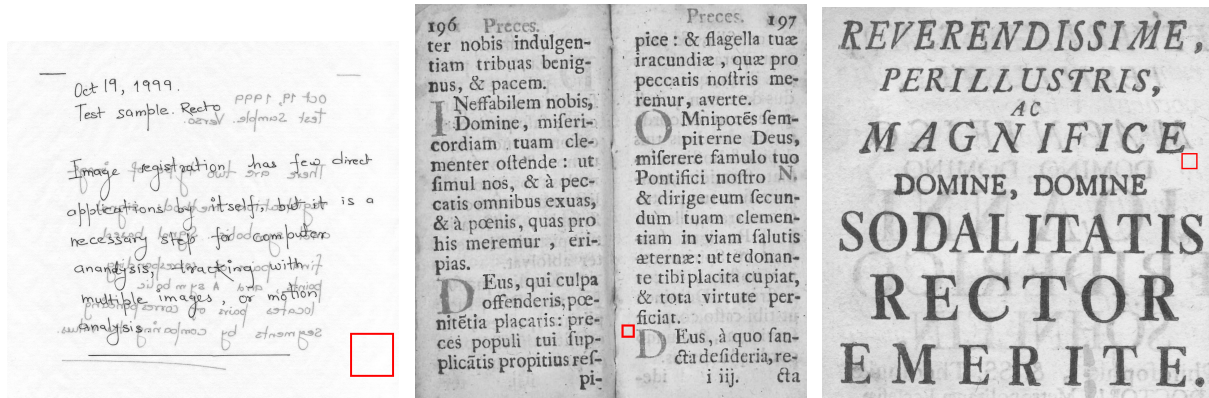 Oct 19, 1999.
Test sample. Recto
Image registration has few direct
applications by itself, but it is a
necessary step for computer
anandysis, tracking with
multible images, or motion
analysis
196 Preces.
ter nobis indulgen-
tiam tribuas benig-
nus, & pacem.
INeffabilem nobis,
Domine, miſeri-
cordiam tuam cle-
menter oſtende: ut
ſimul nos, & à pec-
catis omnibus exuas,
& à pœnis, quas pro
his meremur, eri-
pias.
DEus, qui culpa
offenderis, pœ-
nitētia placaris: pre-
ces populi tui ſup-
plicātis propitius reſ-
pi-
Preces. 197
pice: & flagella tuæ
iracundiæ, quæ pro
peccatis noſtris me-
remur, averte.
OMnipotēs ſem-
piterne Deus,
miſerere famulo tuo
Pontifici noſtro N.
& dirige eum ſecun-
dum tuam clemen-
tiam in viam ſalutis
æternæ: ut te donan-
te tibi placita cupiat,
& tota virtute per-
ficiat.
DEus, à quo ſan-
cta deſideria, re-
i iij. cta
REVERENDISSIME,
PERILLUSTRIS,
AC
MAGNIFICE
DOMINE, DOMINE
SODALITATIS
RECTOR
EMERITE.